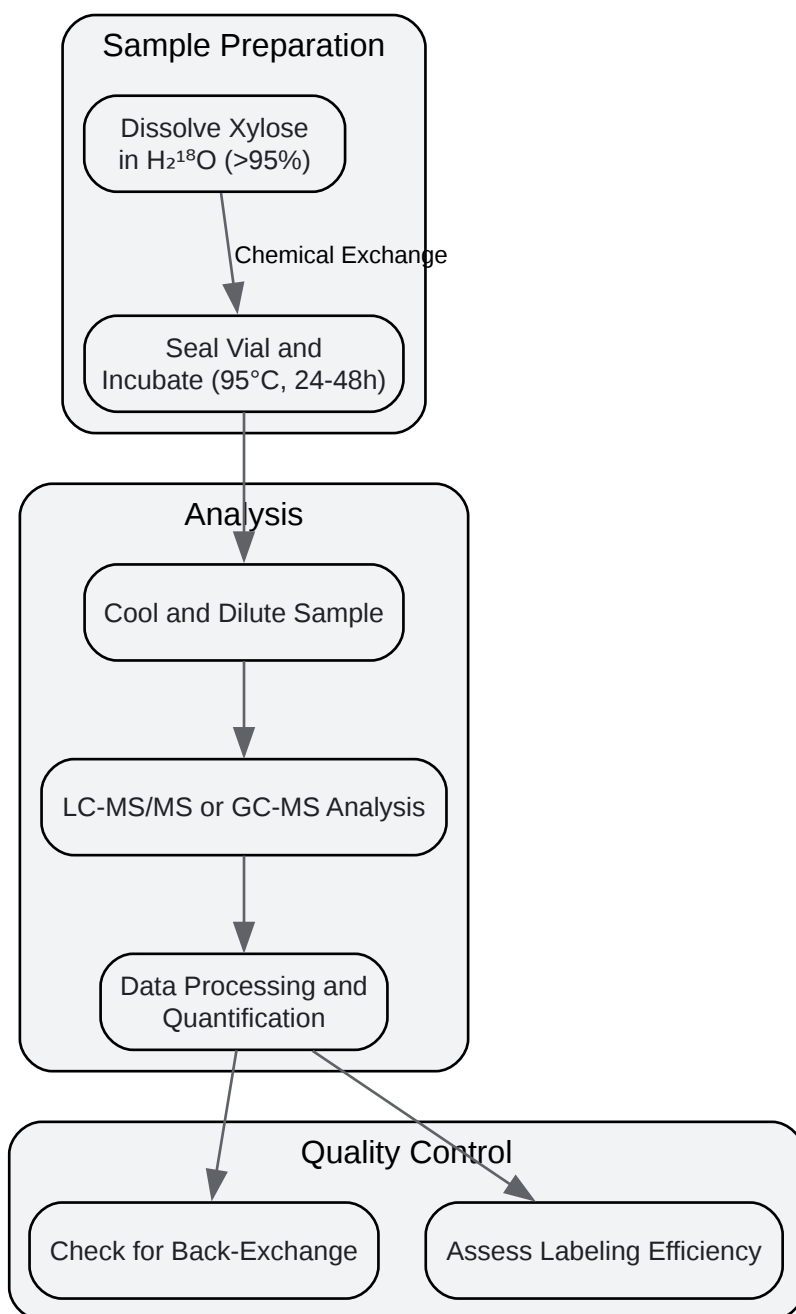 Sample Preparation
Dissolve Xylose
in H₂¹⁸O (>95%)
Chemical Exchange
Seal Vial and
Incubate (95°C, 24-48h)
Analysis
Cool and Dilute Sample
LC-MS/MS or GC-MS Analysis
Data Processing and
Quantification
Quality Control
Check for Back-Exchange
Assess Labeling Efficiency